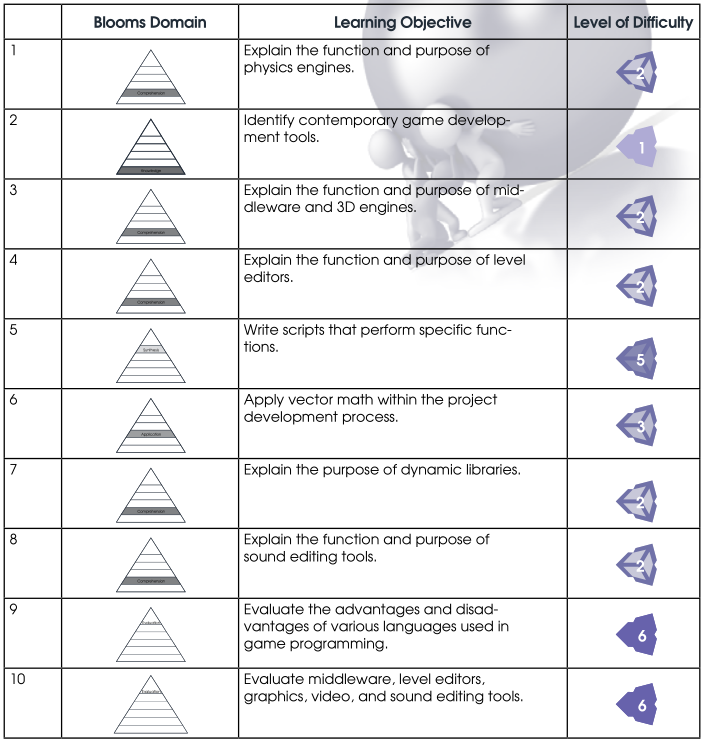 Blooms Domain Learning Objective Level of Difficulty
1
Comprehension
Explain the function and purpose of
physics engines.
2
2
Knowledge
Identify contemporary game develop-
ment tools.
1
3
Comprehension
Explain the function and purpose of mid-
dleware and 3D engines.
2
4
Comprehension
Explain the function and purpose of level
editors.
2
5
Synthesis
Write scripts that perform specific func-
tions.
5
6
Application
Apply vector math within the project
development process.
3
7
Comprehension
Explain the purpose of dynamic libraries.
2
8
Comprehension
Explain the function and purpose of
sound editing tools.
2
9
Evaluation
Evaluate the advantages and disad-
vantages of various languages used in
game programming.
6
10
Evaluation
Evaluate middleware, level editors,
graphics, video, and sound editing tools.
6